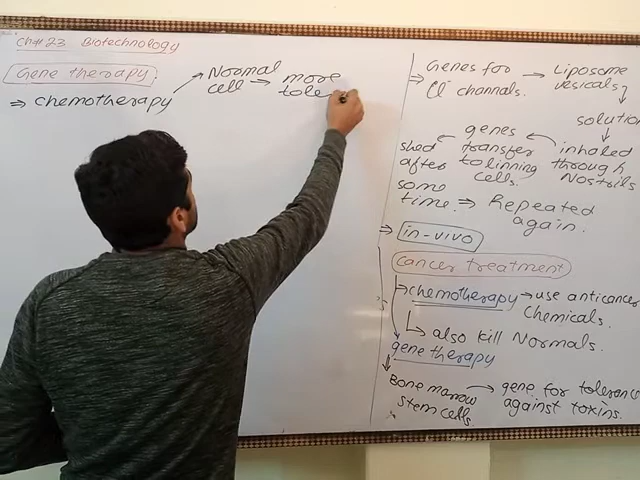 Ch# 23 Biotechnology
Gene therapy
⇒ chemotherapy → Normal cell → more
tole
⇒ Genes for → Liposome
Cl⁻ channals. vesicals
solution
genes ← inhaled
shed ← transfer through
after to linning Nostrils
some cells.
time. ⇒ Repeated
again.
⇒ in-vivo
cancer treatment
→ chemotherapy → use anticancer
Chemicals.
↳ also kill Normals.
gene therapy
Bone marrow → gene for tolerance
stem cells. against toxins.